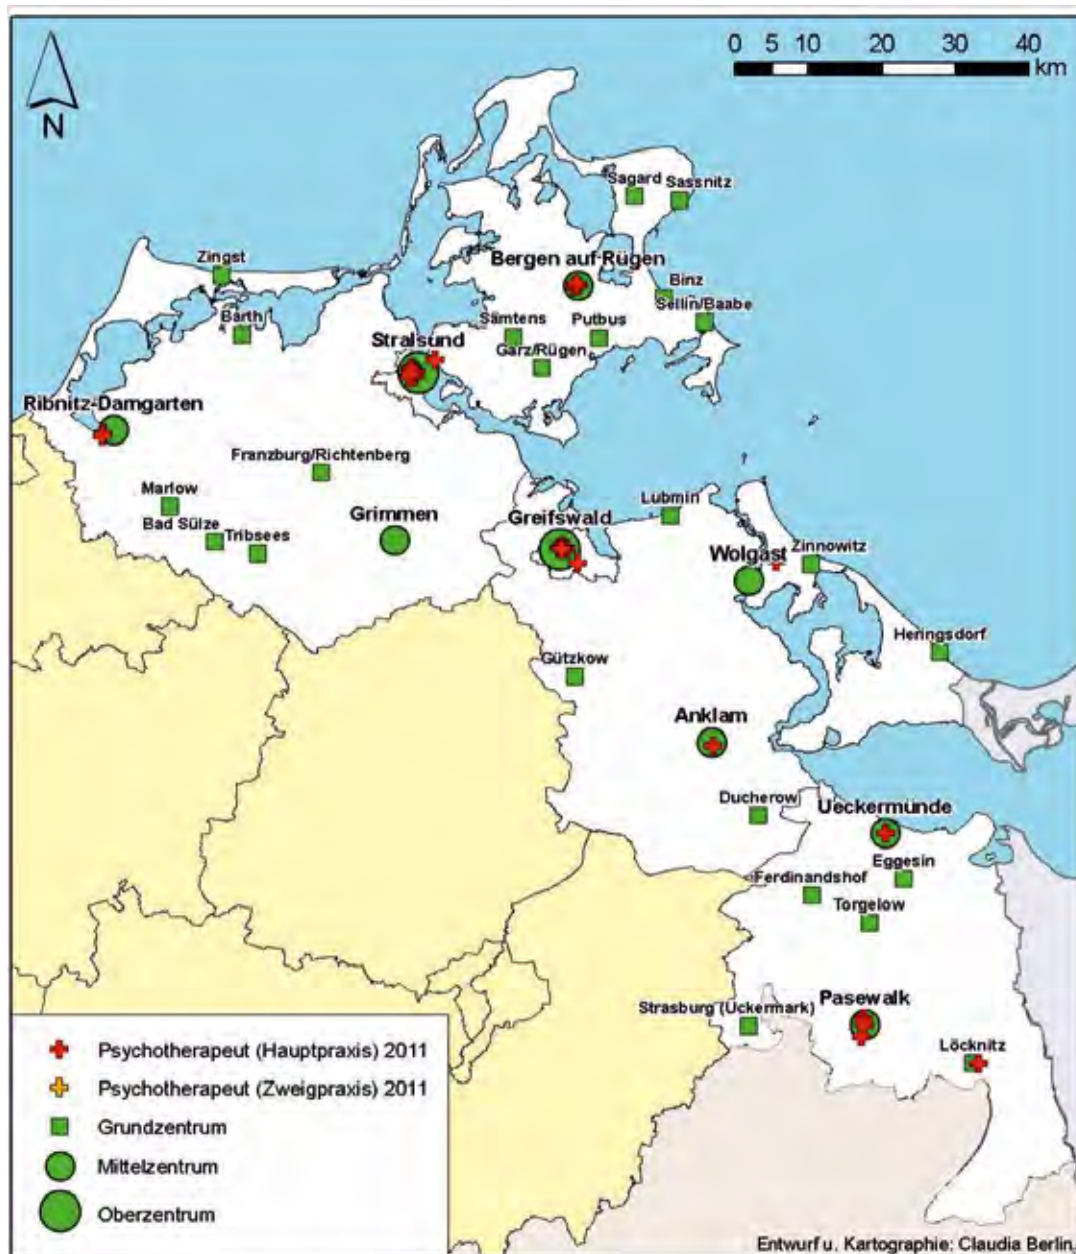 0 5 10 20 30 40
km
N
Sagard
Sassnitz
Zingst
Bergen auf Rügen
Binz
Sellin/Baabe
Barth
Samtens
Putbus
Stralsund
Garz/Rügen
Ribnitz-Damgarten
Franzburg/Richtenberg
Marlow
Lubmin
Bad Sülze
Grimmen
Greifswald
Tribsees
Wolgast
Zinnowitz
Heringsdorf
Gützkow
Anklam
Ducherow
Ueckermünde
Eggesin
Ferdinandshof
Torgelow
Strasburg (Uckermark)
Pasewalk
Löcknitz
Psychotherapeut (Hauptpraxis) 2011
Psychotherapeut (Zweigpraxis) 2011
Grundzentrum
Mittelzentrum
Oberzentrum
Entwurf u. Kartographie: Claudia Berlin